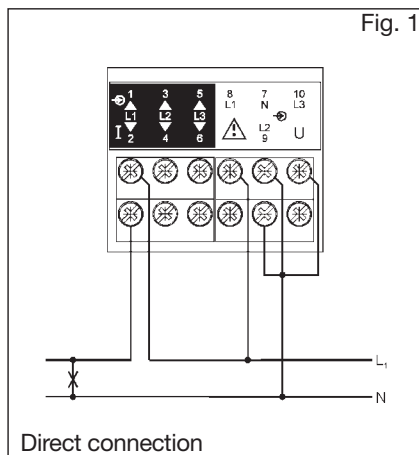 Fig. 1
1 3 5 8 7 10
L1 N L3
L1 L2 L3
I L2 U
2 4 6 9
L1
N
Direct connection